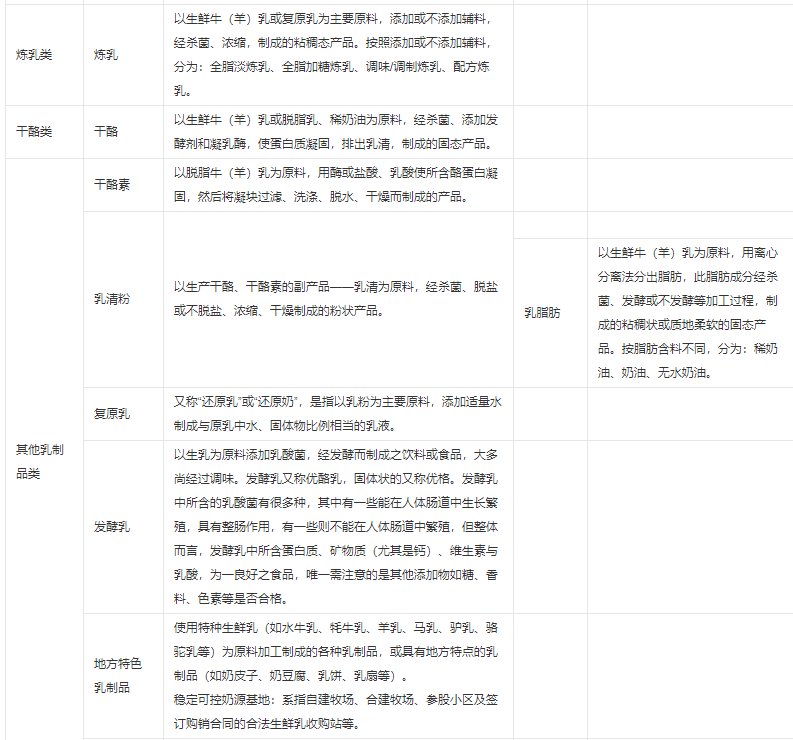 以生鲜牛（羊）乳或复原乳为主要原料，添加或不添加辅料，
经杀菌、浓缩，制成的粘稠态产品。按照添加或不添加辅料，
炼乳类
炼乳
分为：全脂淡炼乳、全脂加糖炼乳、调味/调制炼乳、配方炼
乳。
以生鲜牛（羊）乳或脱脂乳、稀奶油为原料，经杀菌、添加发
干酪类
干酪
酵剂和凝乳酶，使蛋白质凝固，排出乳清，制成的固态产品。
其他乳制
品类
干酪素
以脱脂牛（羊）乳为原料，用酶或盐酸、乳酸使所含酪蛋白凝
固，然后将凝块过滤、洗涤、脱水、干燥而制成的产品。
乳清粉
以生产干酪、干酪素的副产品——乳清为原料，经杀菌、脱盐
或不脱盐、浓缩、干燥制成的粉状产品。
乳脂肪
以生鲜牛（羊）乳为原料，用离心
分离法分出脂肪，此脂肪成分经杀
菌、发酵或不发酵等加工过程，制
成的粘稠状或质地柔软的固态产
品。按脂肪含料不同，分为：稀奶
油、奶油、无水奶油。
复原乳
又称“还原乳”或“还原奶”，是指以乳粉为主要原料，添加适量水
制成与原乳中水、固体物比例相当的乳液。
发酵乳
以生乳为原料添加乳酸菌，经发酵而制成之饮料或食品，大多
尚经过调味。发酵乳又称优酪乳，固体状的又称优格。发酵乳
中所含的乳酸菌有很多种，其中有一些能在人体肠道中生长繁
殖，具有整肠作用，有一些则不能在人体肠道中繁殖，但整体
而言，发酵乳中所含蛋白质、矿物质（尤其是钙）、维生素与
乳酸，为一良好之食品，唯一需注意的是其他添加物如糖、香
料、色素等是否合格。
地方特色
乳制品
使用特种生鲜乳（如水牛乳、牦牛乳、羊乳、马乳、驴乳、骆
驼乳等）为原料加工制成的各种乳制品，或具有地方特点的乳
制品（如奶皮子、奶豆腐、乳饼、乳扇等）。
稳定可控奶源基地：系指自建牧场、合建牧场、参股小区及签
订购销合同的合法生鲜乳收购站等。